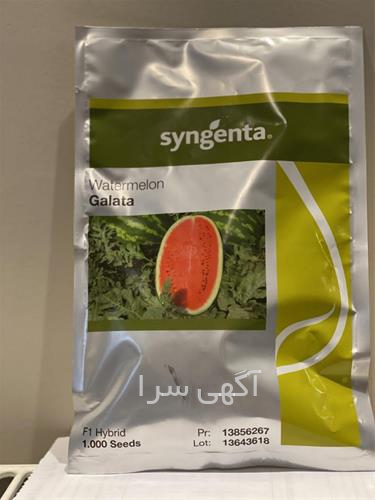 syngenta®
Watermelon
Galata
آگهی سرا
F1 Hybrid Pr: 13856267
1.000 Seeds Lot: 13643618